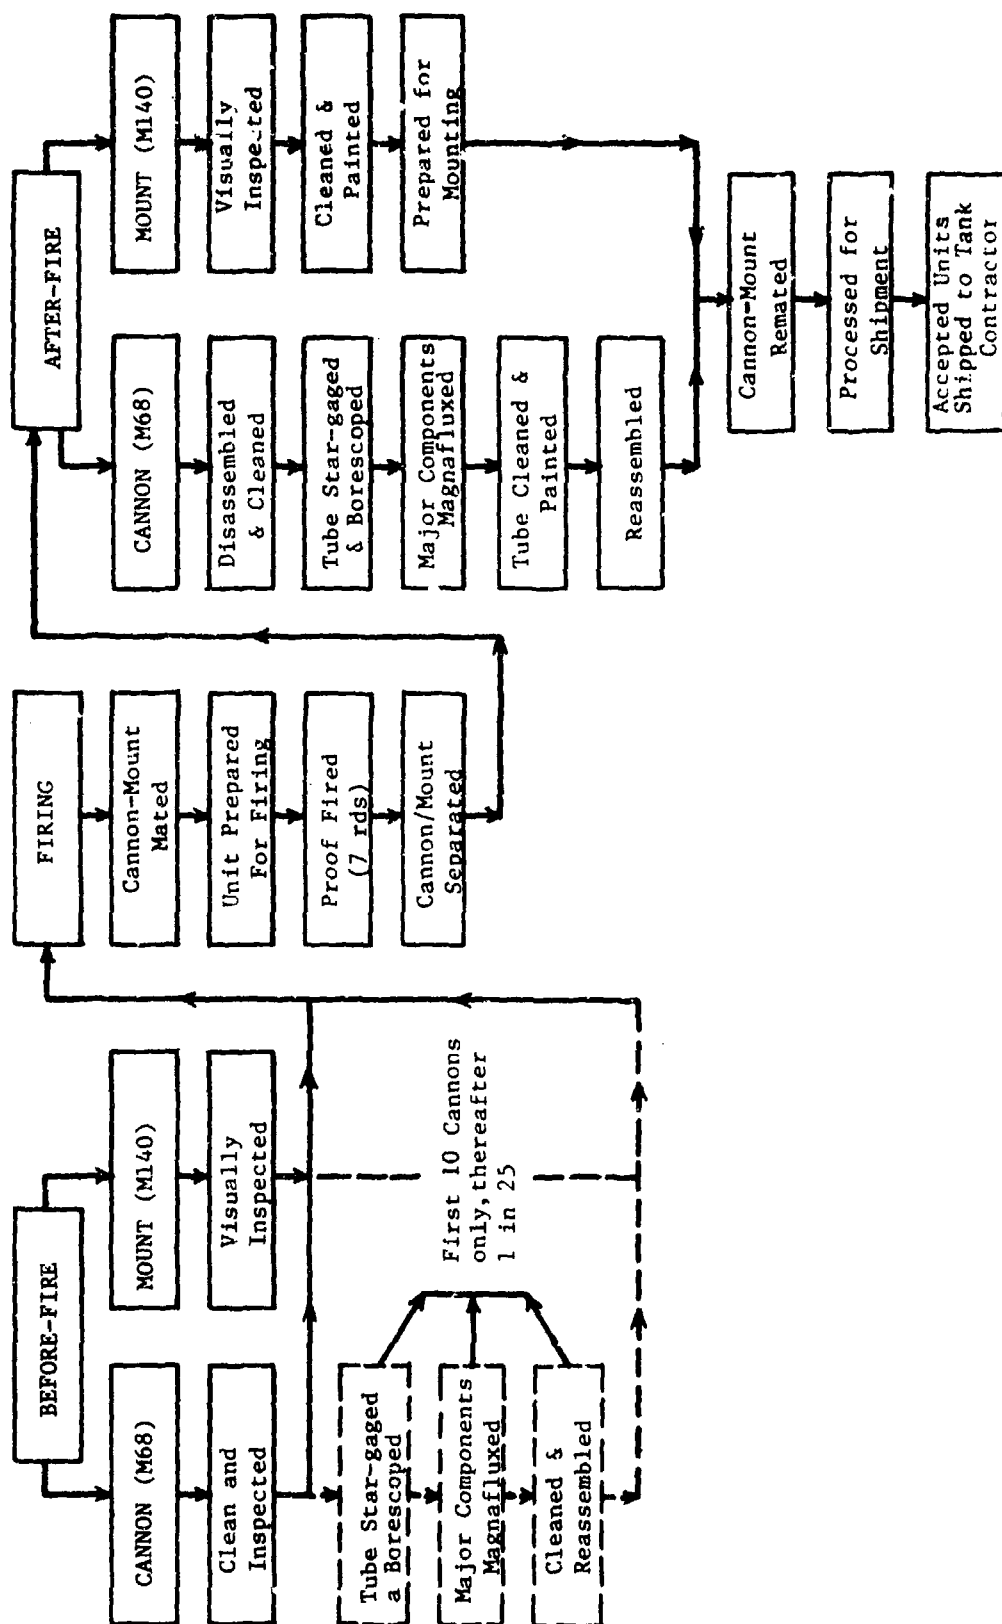 BEFORE-FIRE
CANNON (M68)
Clean and
Inspected
Tube Star-gaged
a Borescoped
Major Components
Magnafluxed
Cleaned &
Reassembled
MOUNT (M140)
Visually
Inspected
First 10 Cannons
only, thereafter
1 in 25
FIRING
Cannon-Mount
Mated
Unit Prepared
For Firing
Proof Fired
(7 rds)
Cannon/Mount
Separated
AFTER-FIRE
CANNON (M68)
Disassembled
& Cleaned
Tube Star-gaged
& Borescoped
Major Components
Magnafluxed
Tube Cleaned &
Painted
Reassembled
MOUNT (M140)
Visually
Inspected
Cleaned &
Painted
Prepared for
Mounting
Cannon-Mount
Remated
Processed for
Shipment
Accepted Units
Shipped to Tank
Contractor